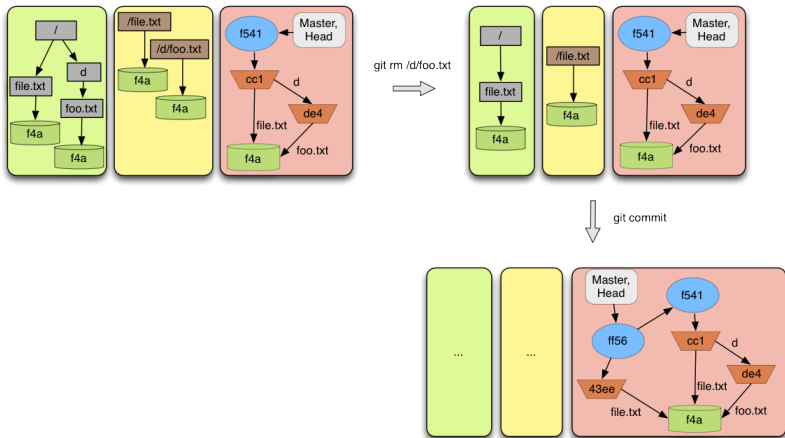 /
d
file.txt
foo.txt
f4a
f4a
/file.txt
/d/foo.txt
f4a
f4a
f541
Master,
Head
cc1
d
de4
file.txt
foo.txt
f4a
git rm /d/foo.txt
/
file.txt
f4a
/file.txt
f4a
f541
Master,
Head
cc1
d
de4
file.txt
foo.txt
f4a
git commit
...
...
Master,
Head
f541
ff56
cc1
d
43ee
de4
file.txt
file.txt
foo.txt
f4a